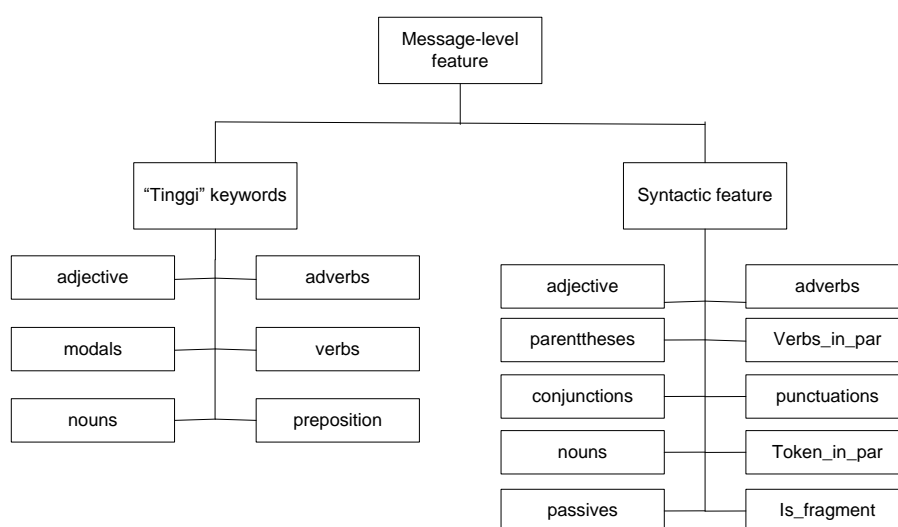 Message-level
feature
“Tinggi” keywords
Syntactic feature
adjective
adverbs
modals
verbs
nouns
preposition
adjective
adverbs
parenttheses
Verbs_in_par
conjunctions
punctuations
nouns
Token_in_par
passives
Is_fragment